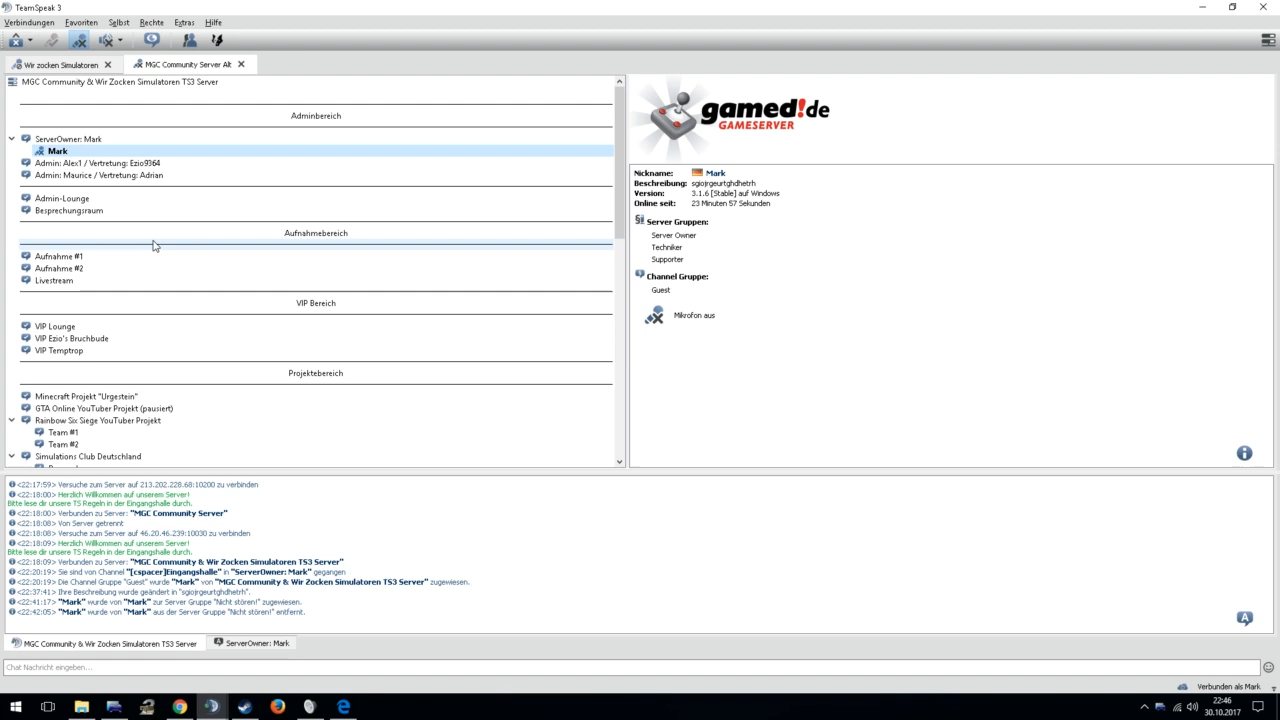 TeamSpeak 3
Verbindungen Favoriten Selbst Rechte Extras Hilfe
Wir zocken Simulatoren
MGC Community Server Alt
MGC Community & Wir Zocken Simulatoren TS3 Server
Adminbereich
ServerOwner: Mark
Mark
Admin: Alex1 / Vertretung: Ezio9364
Admin: Maurice / Vertretung: Adrian
Admin-Lounge
Besprechungsraum
Aufnahmebereich
Aufnahme #1
Aufnahme #2
Livestream
VIP Bereich
VIP Lounge
VIP Ezio's Bruchbude
VIP Temptrop
Projektebereich
Minecraft Projekt "Urgestein"
GTA Online YouTuber Projekt (pausiert)
Rainbow Six Siege YouTuber Projekt
Team #1
Team #2
Simulations Club Deutschland
gamed!de
GAMESERVER
Nickname: Mark
Beschreibung: sgiojrgeurtghdhetrh
Version: 3.1.6 [Stable] auf Windows
Online seit: 23 Minuten 57 Sekunden
Server Gruppen:
Server Owner
Techniker
Supporter
Channel Gruppe:
Guest
Mikrofon aus
<22:17:59> Versuche zum Server auf 213.202.228.68:10200 zu verbinden
<22:18:00> Herzlich Willkommen auf unserem Server!
Bitte lese dir unsere TS Regeln in der Eingangshalle durch.
<22:18:00> Verbunden zu Server: "MGC Community Server"
<22:18:08> Von Server getrennt
<22:18:08> Versuche zum Server auf 46.20.46.239:10030 zu verbinden
<22:18:09> Herzlich Willkommen auf unserem Server!
Bitte lese dir unsere TS Regeln in der Eingangshalle durch.
<22:18:09> Verbunden zu Server: "MGC Community & Wir Zocken Simulatoren TS3 Server"
<22:20:19> Sie sind von Channel "[cspacer]Eingangshalle" in "ServerOwner: Mark" gegangen
<22:20:19> Die Channel Gruppe "Guest" wurde "Mark" von "MGC Community & Wir Zocken Simulatoren TS3 Server" zugewiesen.
<22:37:41> Ihre Beschreibung wurde geändert in "sgiojrgeurtghdhetrh".
<22:41:17> "Mark" wurde von "Mark" zur Server Gruppe "Nicht stören!" zugewiesen.
<22:42:05> "Mark" wurde von "Mark" aus der Server Gruppe "Nicht stören!" entfernt.
MGC Community & Wir Zocken Simulatoren TS3 Server
ServerOwner: Mark
Chat Nachricht eingeben...
Verbunden als Mark
22:46
30.10.2017